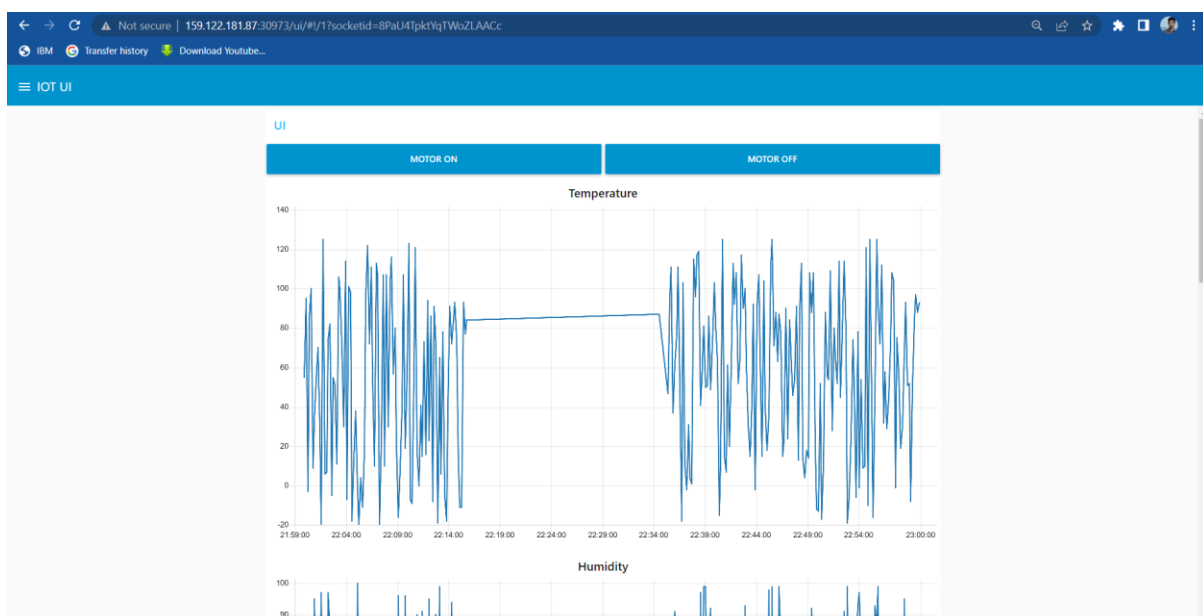 Not secure | 159.122.181.87:30973/ui/#!/1?socketid=8PaU4TpktYqTWoZLAACc
IBM Transfer history Download Youtube...
IOT UI
UI
MOTOR ON MOTOR OFF
Temperature
140
120
100
80
60
40
20
0
-20
21:59:00 22:04:00 22:09:00 22:14:00 22:19:00 22:24:00 22:29:00 22:34:00 22:39:00 22:44:00 22:49:00 22:54:00 23:00:00
Humidity
100
90